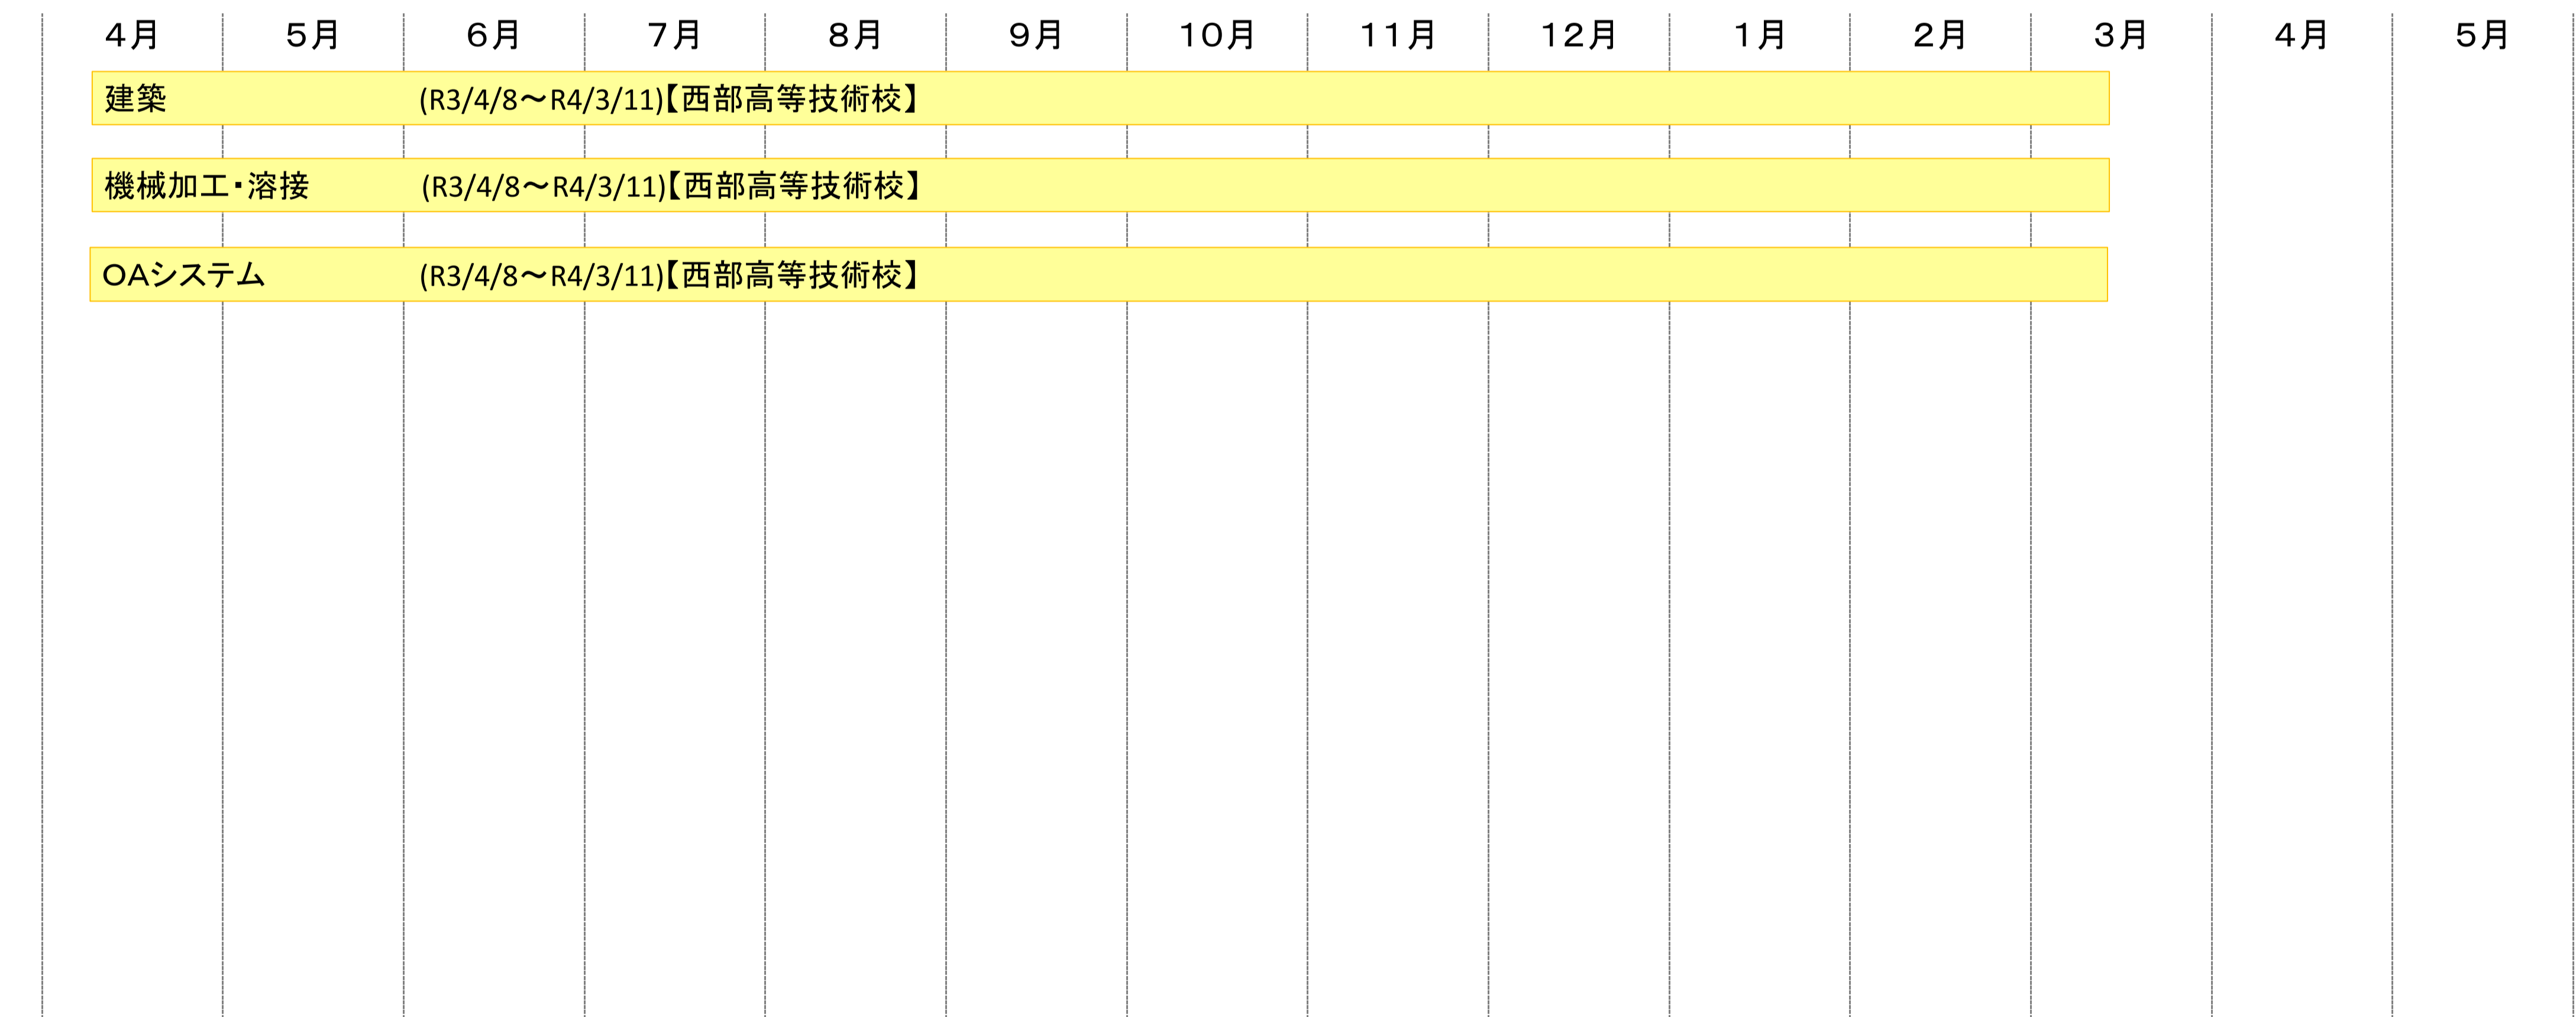 ４月 ５月 ６月 ７月 ８月 ９月 １０月 １１月 １２月 １月 ２月 ３月 ４月 ５月
建築 (R3/4/8～R4/3/11)【西部高等技術校】
機械加工・溶接 (R3/4/8～R4/3/11)【西部高等技術校】
ＯＡシステム (R3/4/8～R4/3/11)【西部高等技術校】